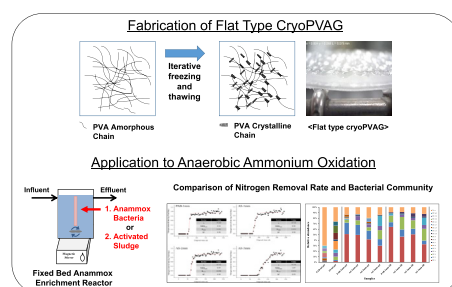 Fabrication of Flat Type CryoPVAG
Iterative
freezing
and
thawing
PVA Amorphous
Chain
PVA Crystalline
Chain
<Flat type cryoPVAG>
Application to Anaerobic Ammonium Oxidation
Influent
Effluent
1. Anammox
Bacteria
or
2. Activated
Sludge
Fixed Bed Anammox
Enrichment Reactor
Comparison of Nitrogen Removal Rate and Bacterial Community